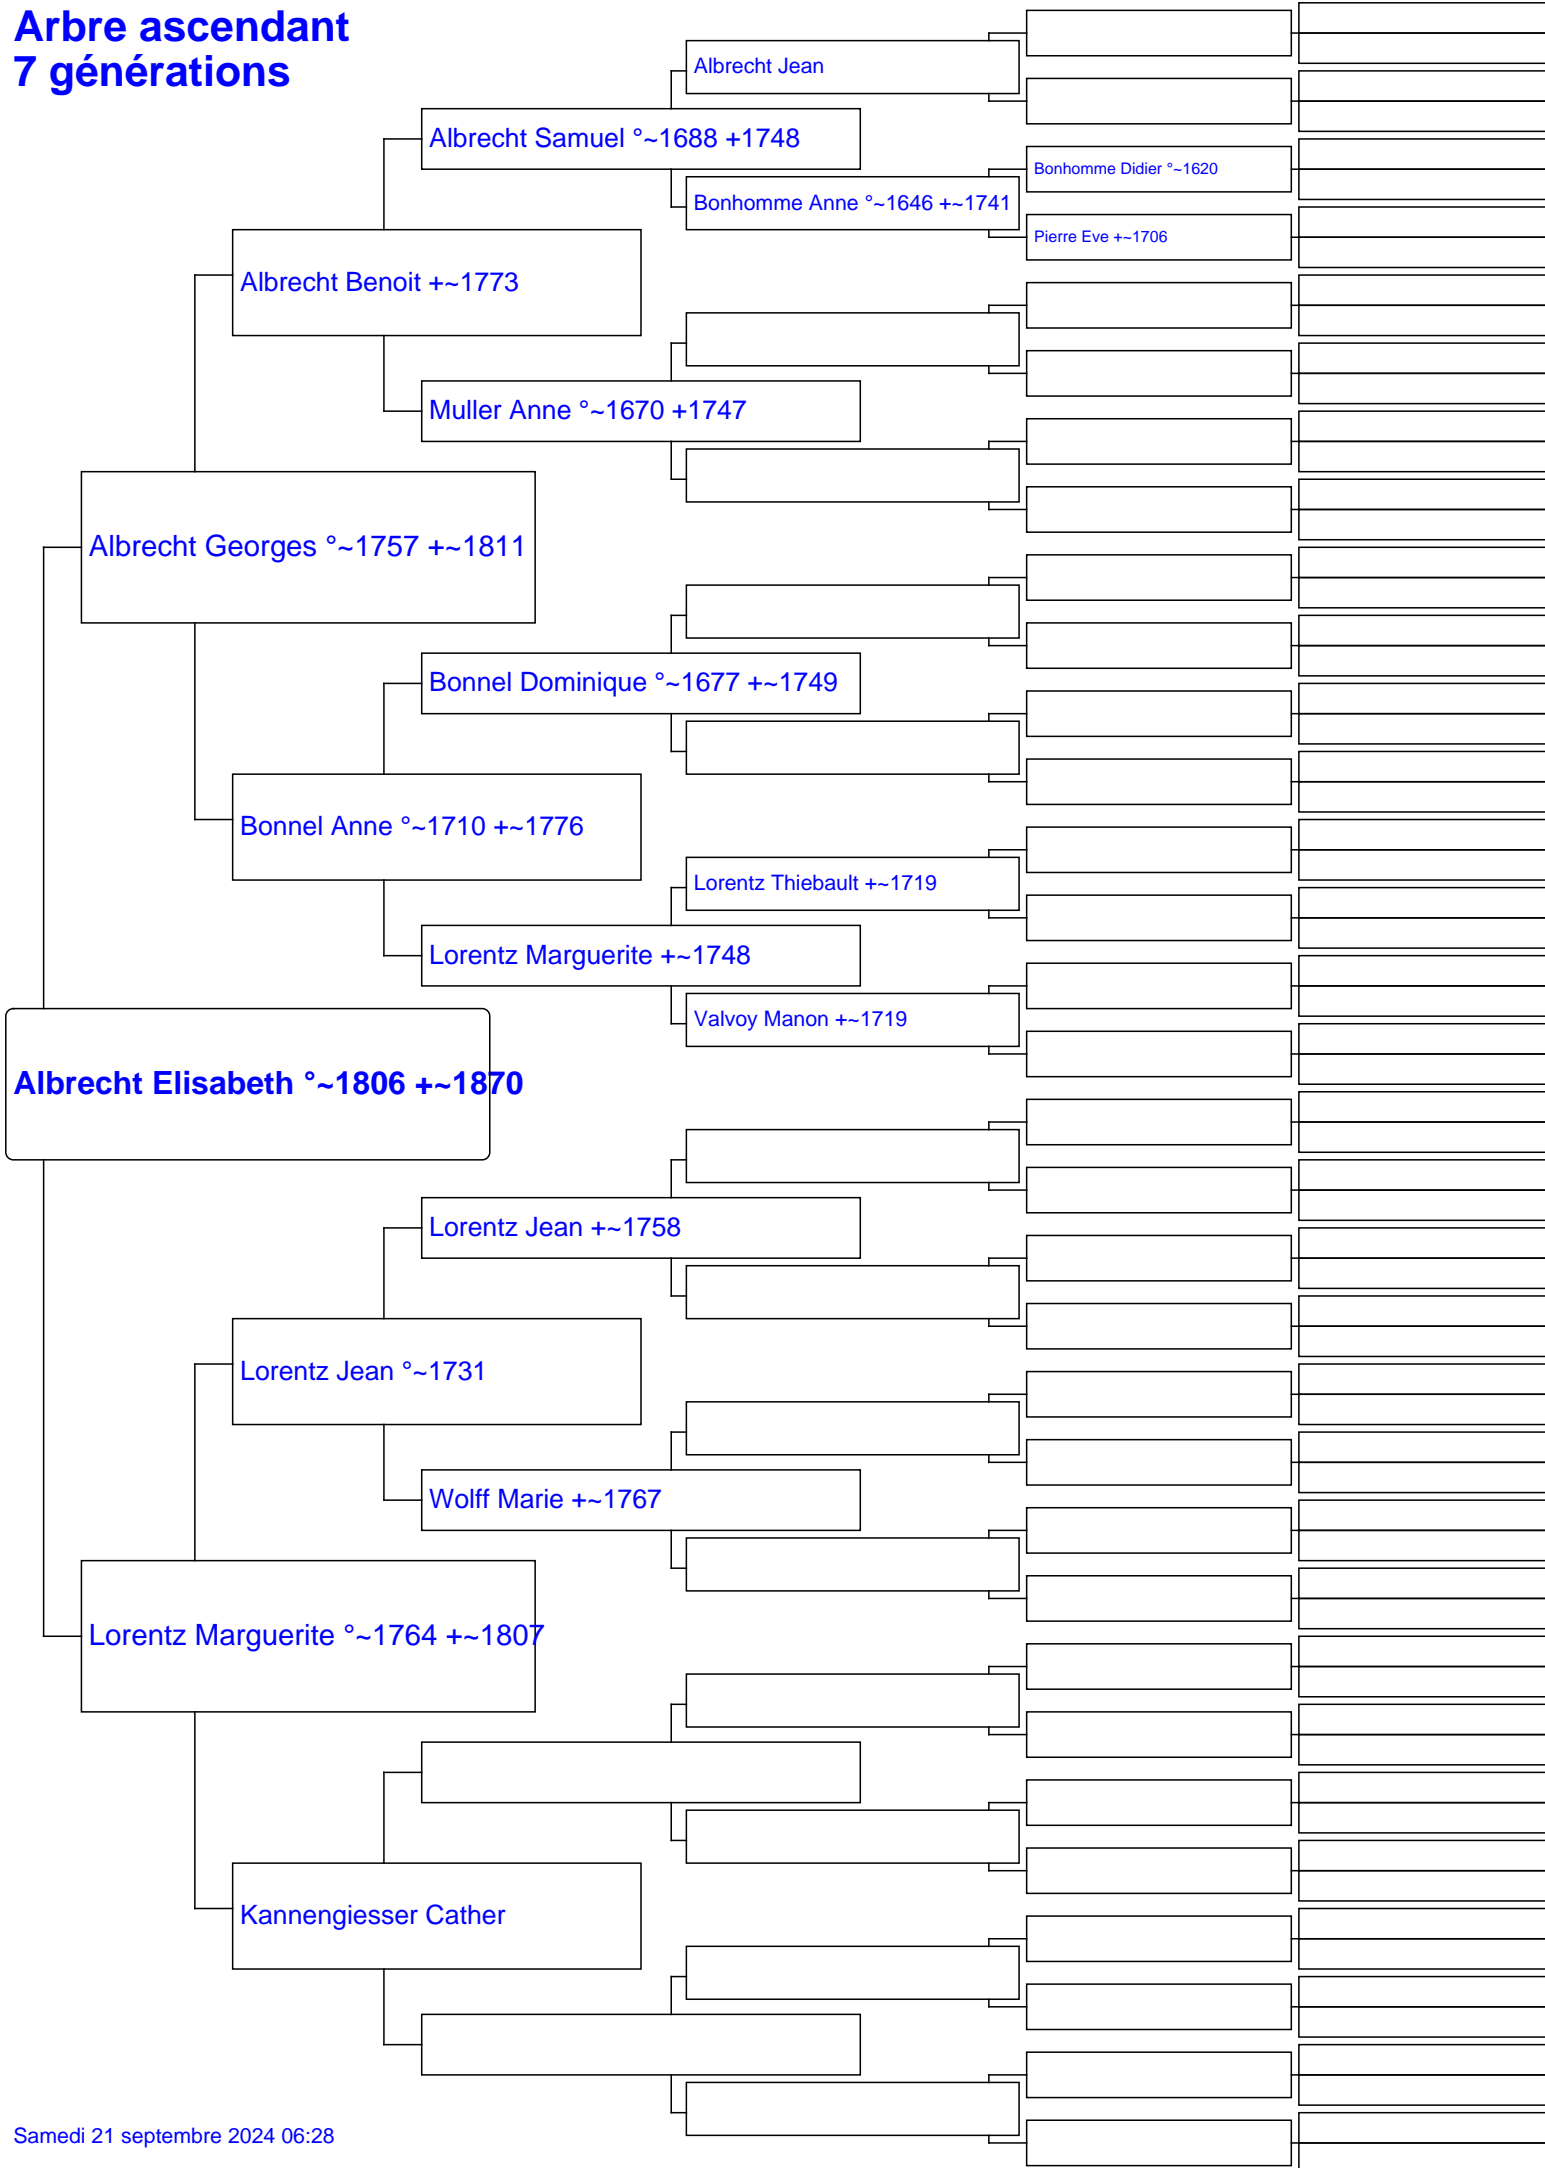 Arbre ascendant
7 générations
Albrecht Jean
Albrecht Samuel °~1688 +1748
Bonhomme Didier °~1620
Bonhomme Anne °~1646 +~1741
Pierre Eve +~1706
Albrecht Benoit +~1773
Muller Anne °~1670 +1747
Albrecht Georges °~1757 +~1811
Bonnel Dominique °~1677 +~1749
Bonnel Anne °~1710 +~1776
Lorentz Thiebault +~1719
Lorentz Marguerite +~1748
Valvoy Manon +~1719
Albrecht Elisabeth °~1806 +~1870
Lorentz Jean +~1758
Lorentz Jean °~1731
Wolff Marie +~1767
Lorentz Marguerite °~1764 +~1807
Kannengiesser Cather
Samedi 21 septembre 2024 06:28